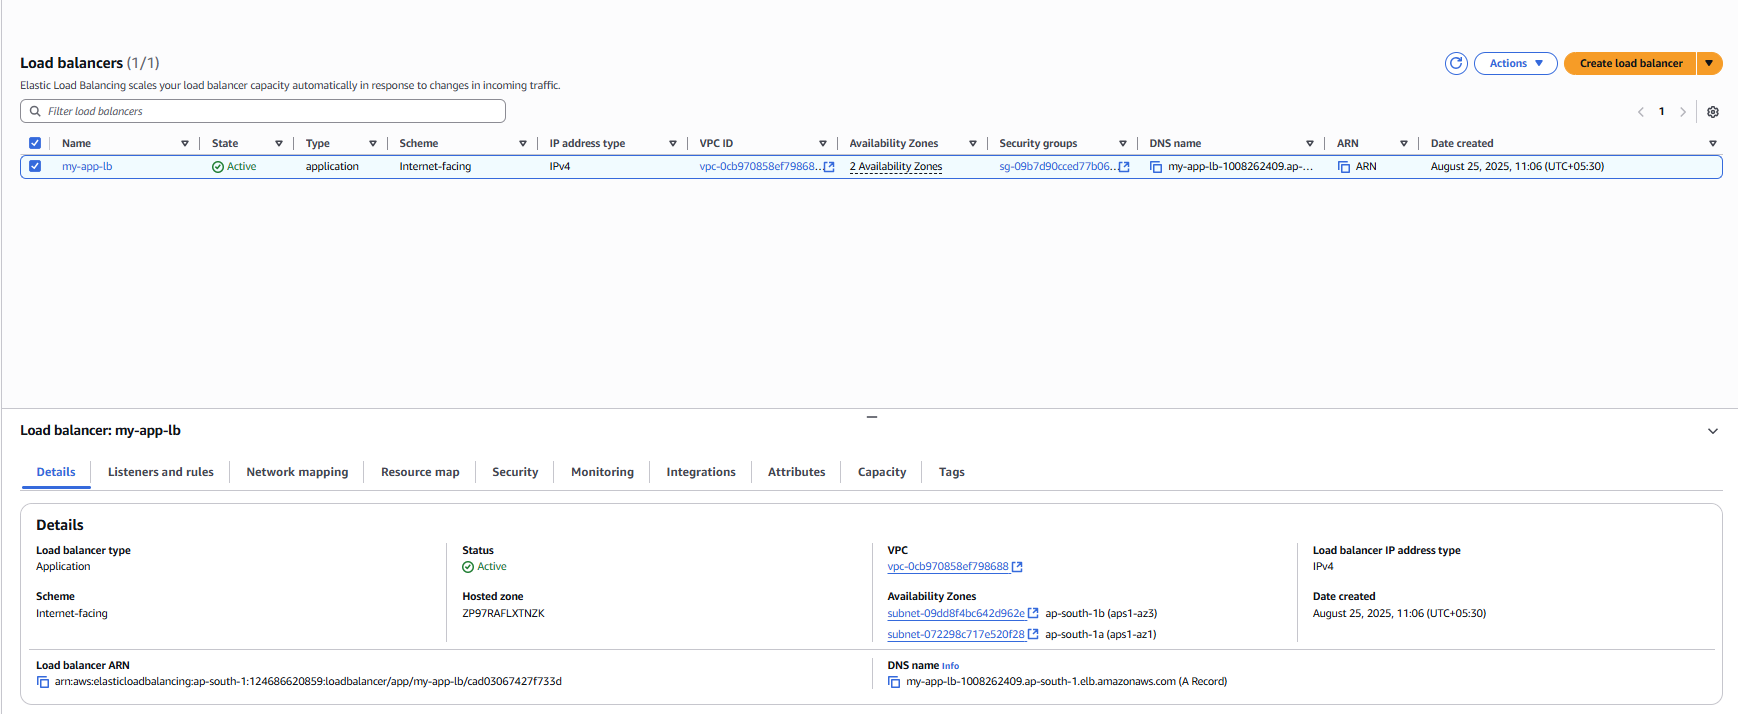 Load balancers (1/1)
Actions
Create load balancer
Elastic Load Balancing scales your load balancer capacity automatically in response to changes in incoming traffic.
Filter load balancers
1
Name State Type Scheme IP address type VPC ID Availability Zones Security groups DNS name ARN Date created
my-app-lb Active application Internet-facing IPv4 vpc-0cb970858ef79868... 2 Availability Zones sg-09b7d90cced77b06... my-app-lb-1008262409.ap-... ARN August 25, 2025, 11:06 (UTC+05:30)
Load balancer: my-app-lb
Details Listeners and rules Network mapping Resource map Security Monitoring Integrations Attributes Capacity Tags
Details
Load balancer type
Application
Scheme
Internet-facing
Status
Active
Hosted zone
ZP97RAFLXTNZK
VPC
vpc-0cb970858ef798688
Availability Zones
subnet-09dd8f4bc642d962e ap-south-1b (aps1-az3)
subnet-072298c717e520f28 ap-south-1a (aps1-az1)
Load balancer IP address type
IPv4
Date created
August 25, 2025, 11:06 (UTC+05:30)
Load balancer ARN
arn:aws:elasticloadbalancing:ap-south-1:124686620859:loadbalancer/app/my-app-lb/cad03067427f733d
DNS name Info
my-app-lb-1008262409.ap-south-1.elb.amazonaws.com (A Record)